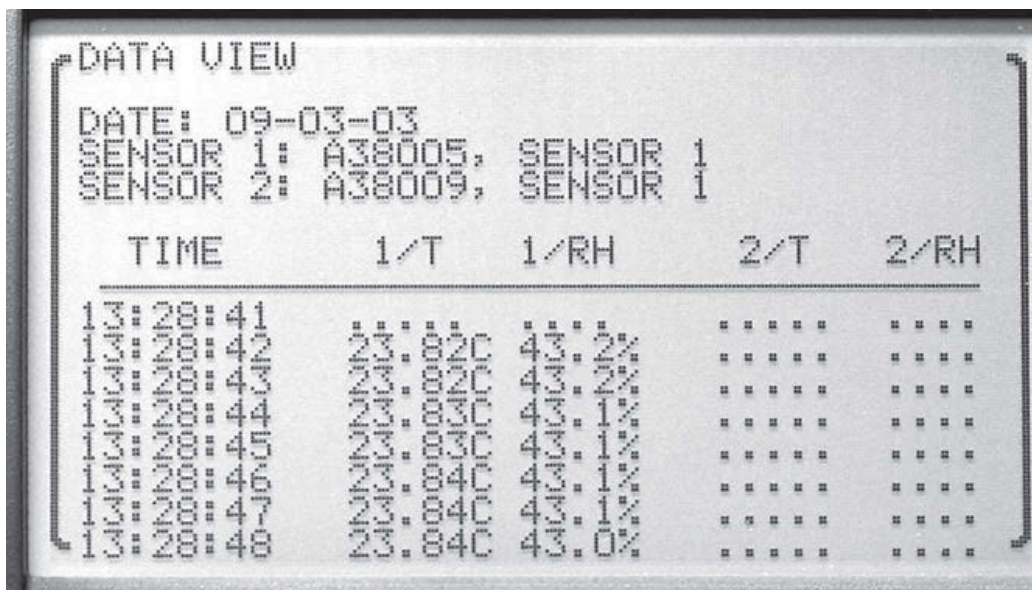 DATA VIEW
DATE: 09-03-03
SENSOR 1: A38005, SENSOR 1
SENSOR 2: A38009, SENSOR 1
TIME 1/T 1/RH 2/T 2/RH
13:28:41 ..... .... ..... ....
13:28:42 23.82C 43.2% ..... ....
13:28:43 23.82C 43.2% ..... ....
13:28:44 23.83C 43.1% ..... ....
13:28:45 23.83C 43.1% ..... ....
13:28:46 23.84C 43.1% ..... ....
13:28:47 23.84C 43.1% ..... ....
13:28:48 23.84C 43.0% ..... ....